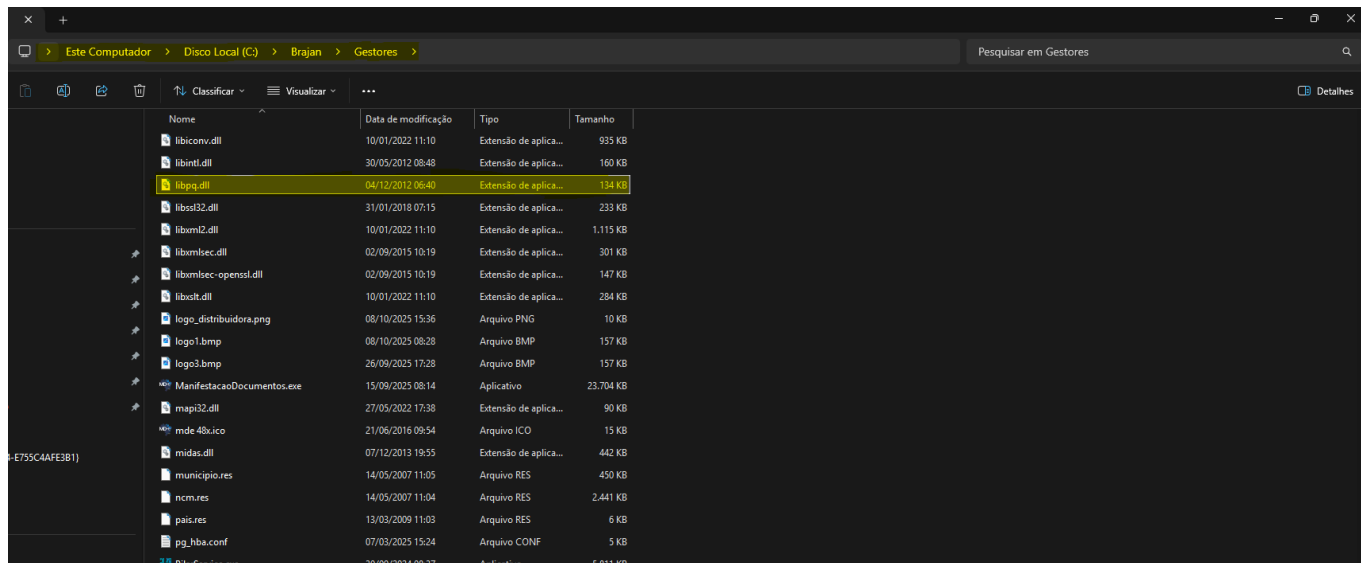 Este Computador > Disco Local (C:) > Brajan > Gestores >
Pesquisar em Gestores
Classificar
Visualizar
Detalhes
Nome Data de modificação Tipo Tamanho
libiconv.dll 10/01/2022 11:10 Extensão de aplica... 935 KB
libintl.dll 30/05/2012 08:48 Extensão de aplica... 160 KB
libpq.dll 04/12/2012 06:40 Extensão de aplica... 134 KB
libssl32.dll 31/01/2018 07:15 Extensão de aplica... 233 KB
libxml2.dll 10/01/2022 11:10 Extensão de aplica... 1.115 KB
libxmlsec.dll 02/09/2015 10:19 Extensão de aplica... 301 KB
libxmlsec-openssl.dll 02/09/2015 10:19 Extensão de aplica... 147 KB
libxslt.dll 10/01/2022 11:10 Extensão de aplica... 284 KB
logo_distribuidora.png 08/10/2025 15:36 Arquivo PNG 10 KB
logo1.bmp 08/10/2025 08:28 Arquivo BMP 157 KB
logo3.bmp 26/09/2025 17:28 Arquivo BMP 157 KB
ManifestacaoDocumentos.exe 15/09/2025 08:14 Aplicativo 23.704 KB
mapi32.dll 27/05/2022 17:38 Extensão de aplica... 90 KB
mde 48x.ico 21/06/2016 09:54 Arquivo ICO 15 KB
4-E755C4AFE3B1}
midas.dll 07/12/2013 19:55 Extensão de aplica... 442 KB
municipio.res 14/05/2007 11:05 Arquivo RES 450 KB
ncm.res 14/05/2007 11:04 Arquivo RES 2.441 KB
pais.res 13/03/2009 11:03 Arquivo RES 6 KB
pg_hba.conf 07/03/2025 15:24 Arquivo CONF 5 KB